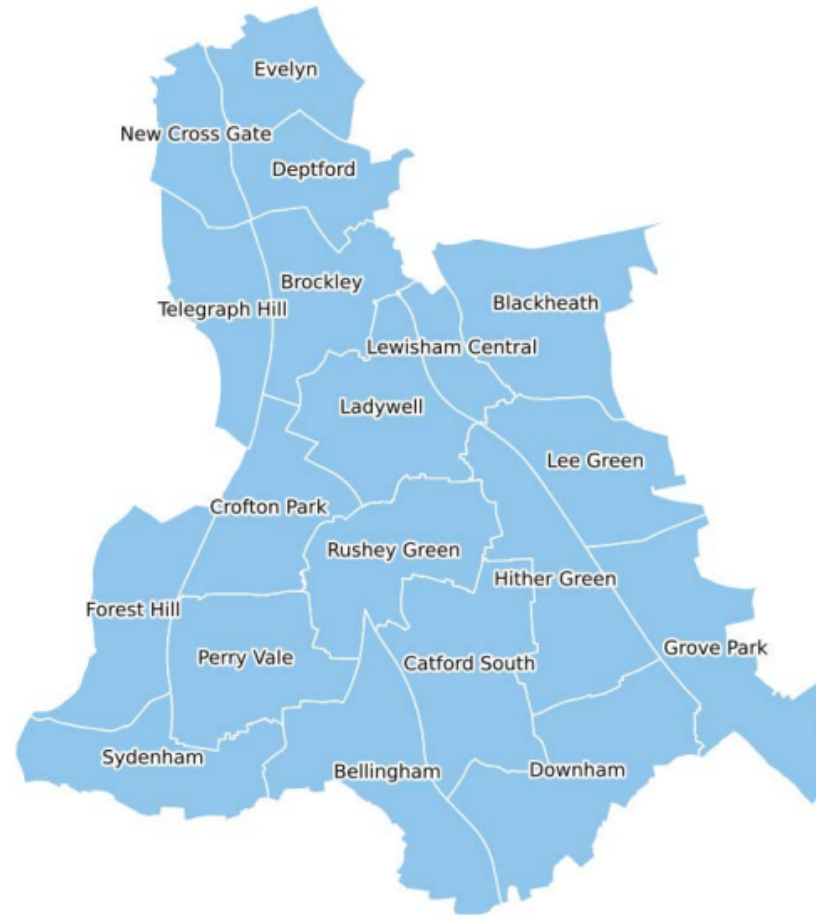 Evelyn
New Cross Gate
Deptford
Brockley
Telegraph Hill
Blackheath
Lewisham Central
Ladywell
Lee Green
Crofton Park
Rushey Green
Hither Green
Forest Hill
Perry Vale
Catford South
Grove Park
Sydenham
Bellingham
Downham